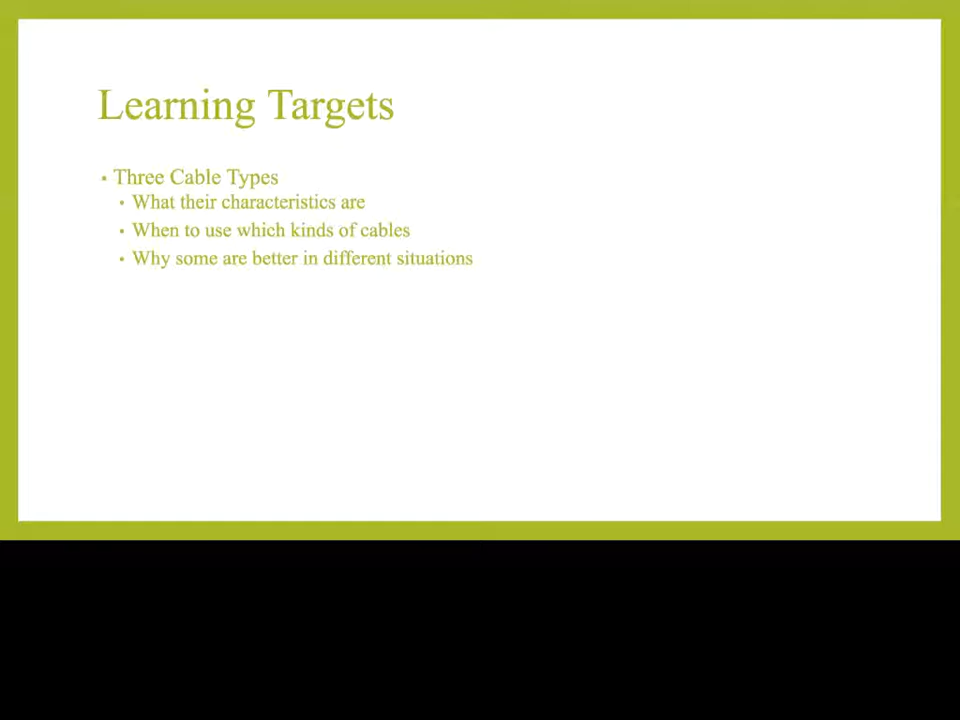 Learning Targets
▪ Three Cable Types
▪ What their characteristics are
▪ When to use which kinds of cables
▪ Why some are better in different situations